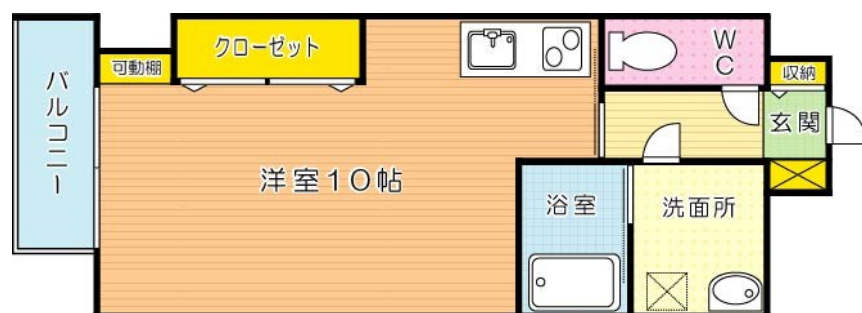 クローゼット
可動棚
バルコニー
洋室10帖
WC
収納
玄関
浴室
洗面所